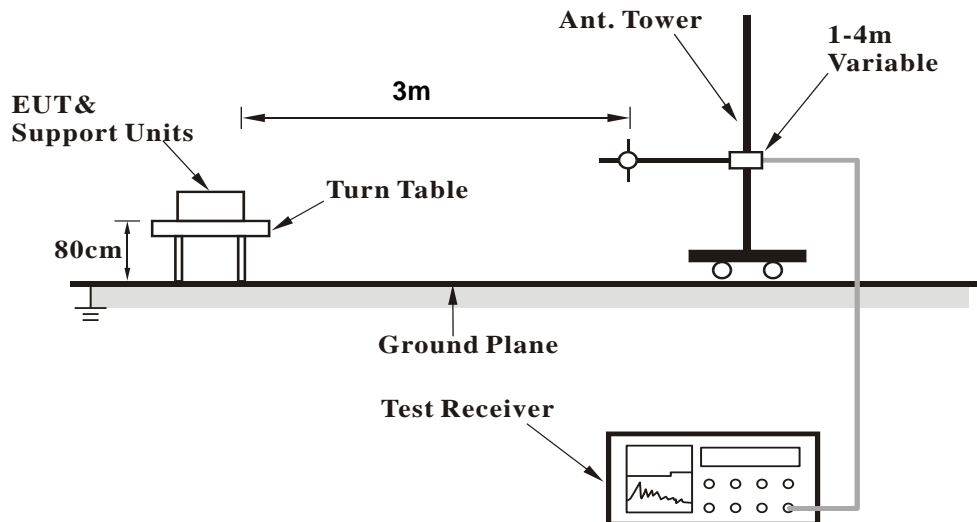 Ant. Tower
1-4m
Variable
3m
EUT&
Support Units
Turn Table
80cm
Ground Plane
Test Receiver